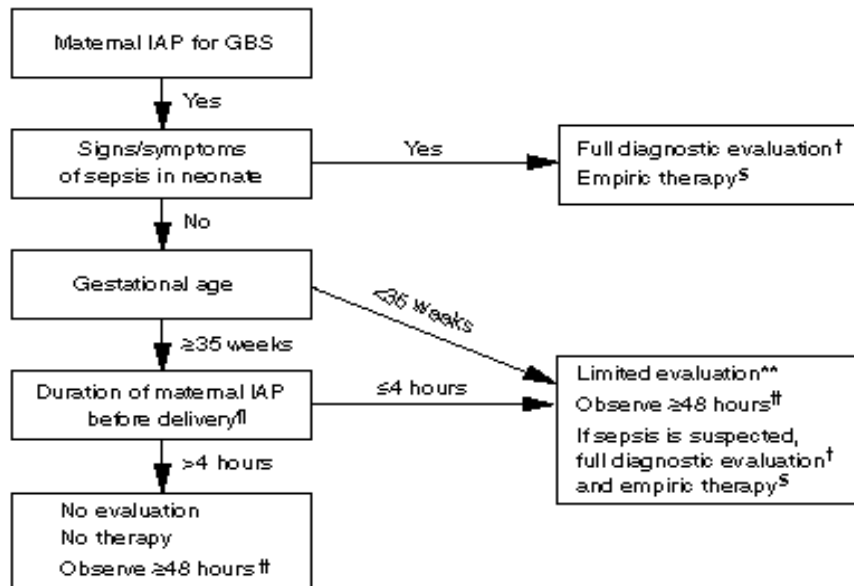 Maternal IAP for GBS
Yes
Signs/symptoms
of sepsis in neonate
Yes
Full diagnostic evaluation†
Empiric therapy§
No
Gestational age
<35 weeks
≥35 weeks
Duration of maternal IAP
before delivery¶
≤4 hours
Limited evaluation**
Observe ≥48 hours††
If sepsis is suspected,
full diagnostic evaluation†
and empiric therapy§
>4 hours
No evaluation
No therapy
Observe ≥48 hours††